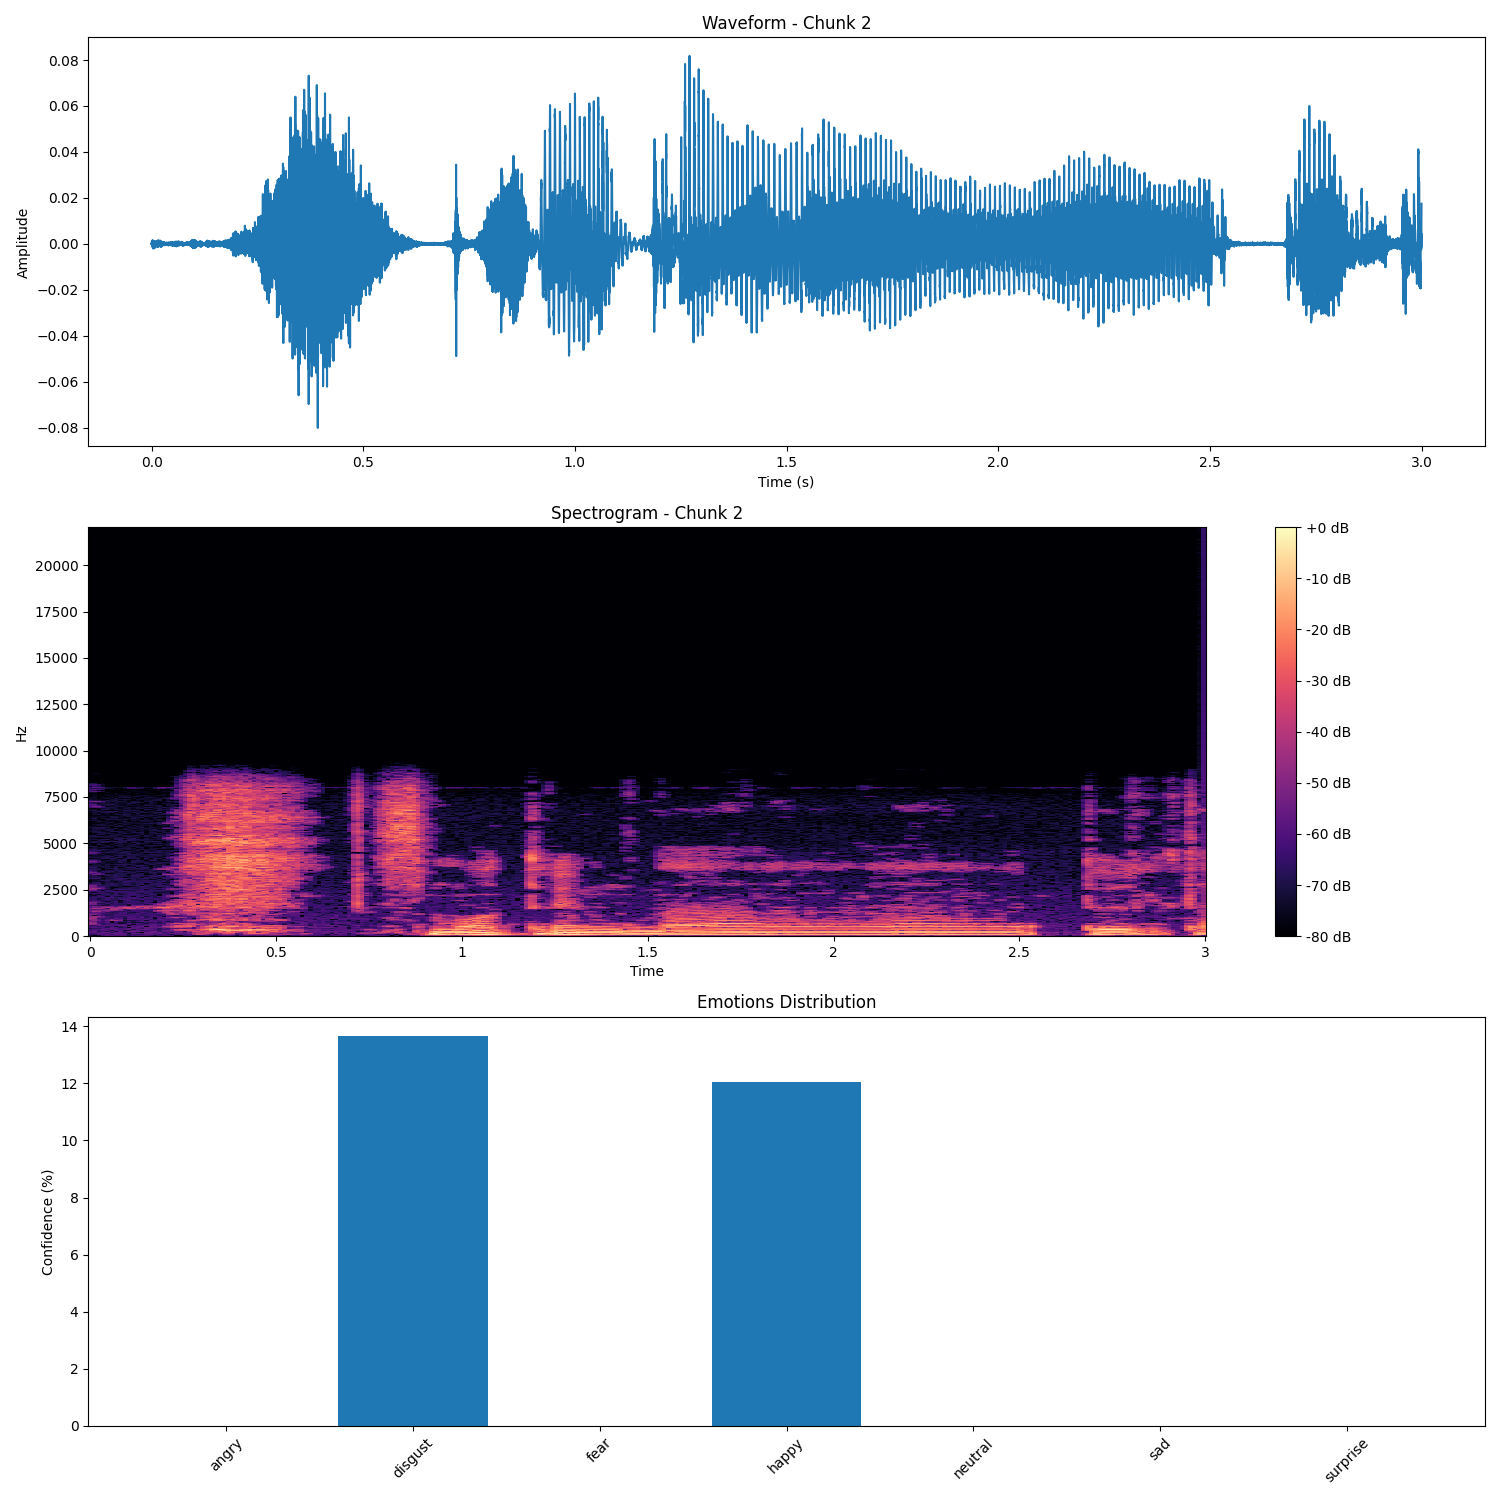 Waveform - Chunk 2
0.08
0.06
0.04
0.02
0.00
−0.02
−0.04
−0.06
−0.08
Amplitude
0.0 0.5 1.0 1.5 2.0 2.5 3.0
Time (s)
Spectrogram - Chunk 2
20000
17500
15000
12500
10000
7500
5000
2500
0
Hz
0 0.5 1 1.5 2 2.5 3
Time
+0 dB
-10 dB
-20 dB
-30 dB
-40 dB
-50 dB
-60 dB
-70 dB
-80 dB
Emotions Distribution
14
12
10
8
6
4
2
0
Confidence (%)
angry disgust fear happy neutral sad surprise